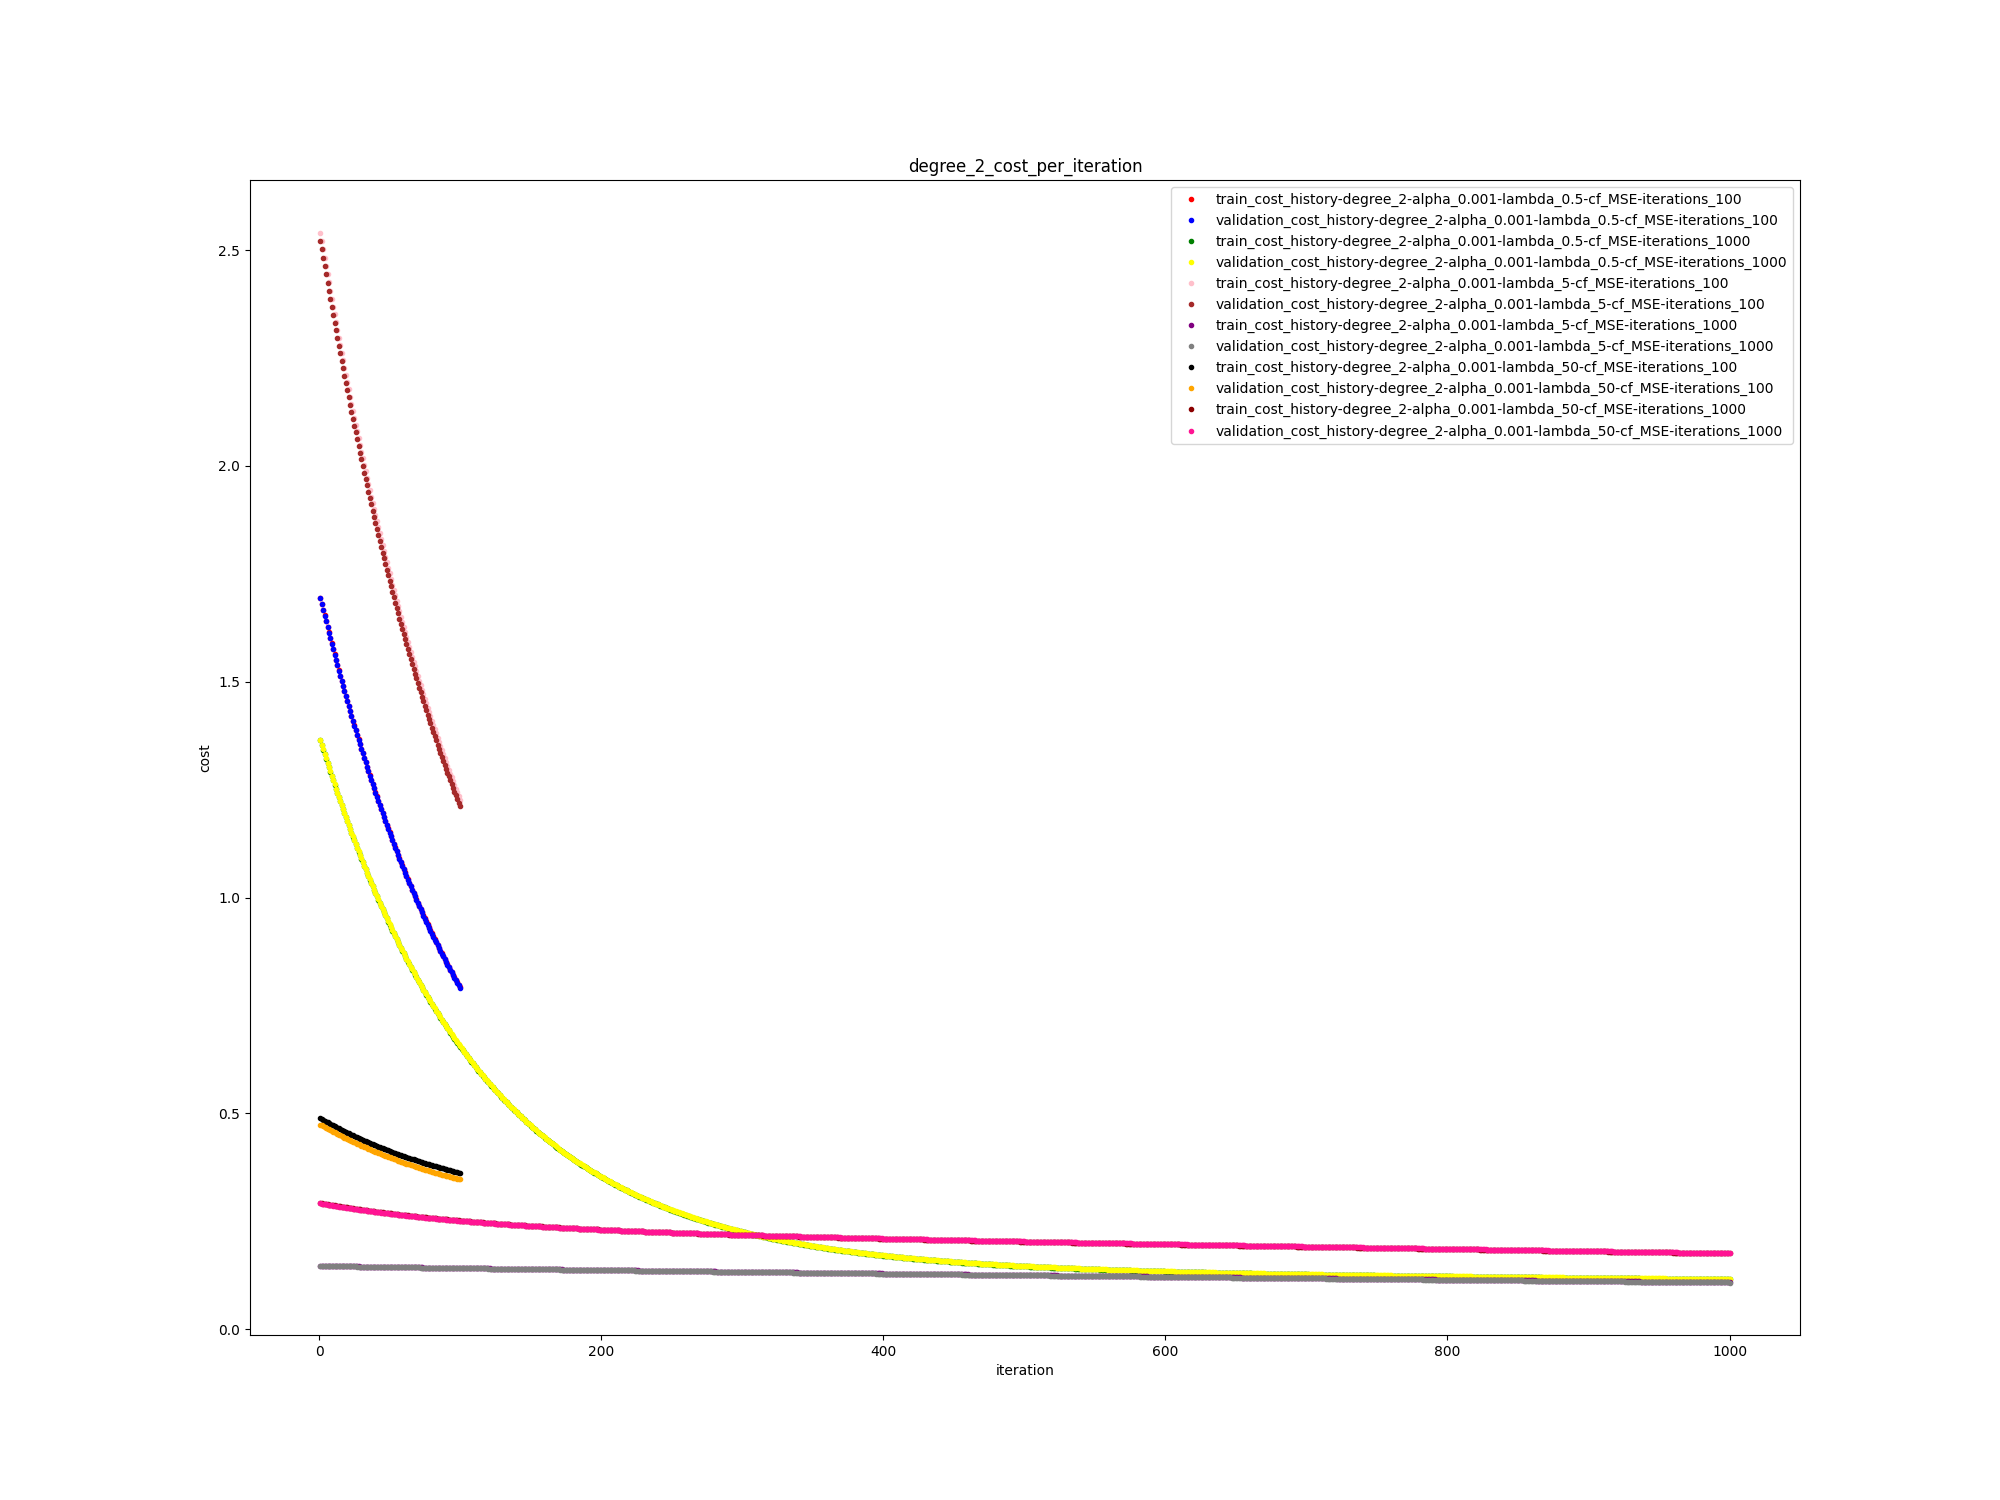 degree_2_cost_per_iteration
train_cost_history-degree_2-alpha_0.001-lambda_0.5-cf_MSE-iterations_100
validation_cost_history-degree_2-alpha_0.001-lambda_0.5-cf_MSE-iterations_100
train_cost_history-degree_2-alpha_0.001-lambda_0.5-cf_MSE-iterations_1000
validation_cost_history-degree_2-alpha_0.001-lambda_0.5-cf_MSE-iterations_1000
train_cost_history-degree_2-alpha_0.001-lambda_5-cf_MSE-iterations_100
validation_cost_history-degree_2-alpha_0.001-lambda_5-cf_MSE-iterations_100
train_cost_history-degree_2-alpha_0.001-lambda_5-cf_MSE-iterations_1000
validation_cost_history-degree_2-alpha_0.001-lambda_5-cf_MSE-iterations_1000
train_cost_history-degree_2-alpha_0.001-lambda_50-cf_MSE-iterations_100
validation_cost_history-degree_2-alpha_0.001-lambda_50-cf_MSE-iterations_100
train_cost_history-degree_2-alpha_0.001-lambda_50-cf_MSE-iterations_1000
validation_cost_history-degree_2-alpha_0.001-lambda_50-cf_MSE-iterations_1000
2.5
2.0
1.5
1.0
0.5
0.0
cost
0 200 400 600 800 1000
iteration